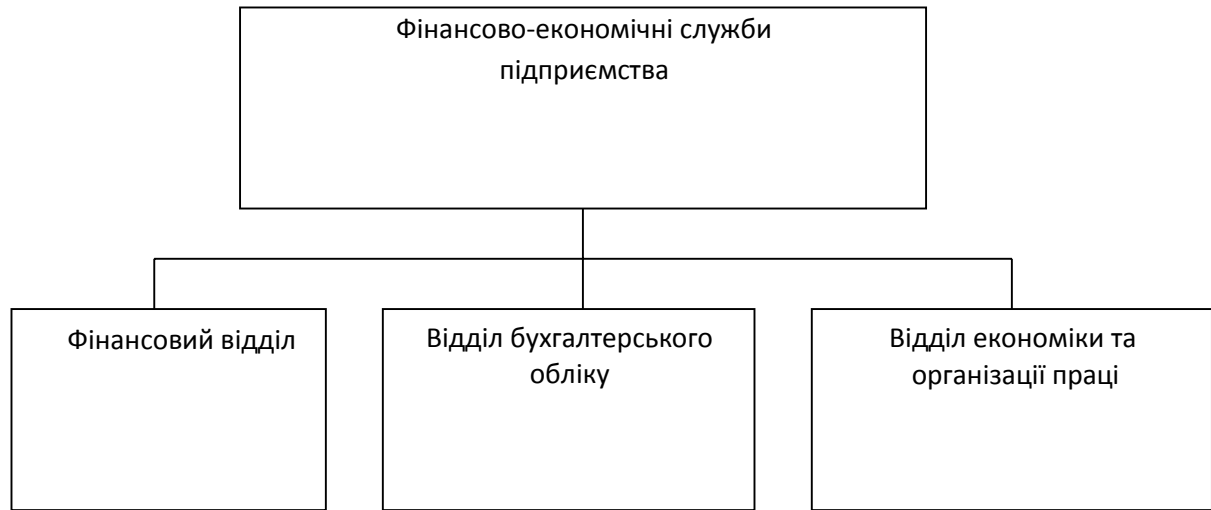 Фінансово-економічні служби
підприємства
Фінансовий відділ
Відділ бухгалтерського
обліку
Відділ економіки та
організації праці